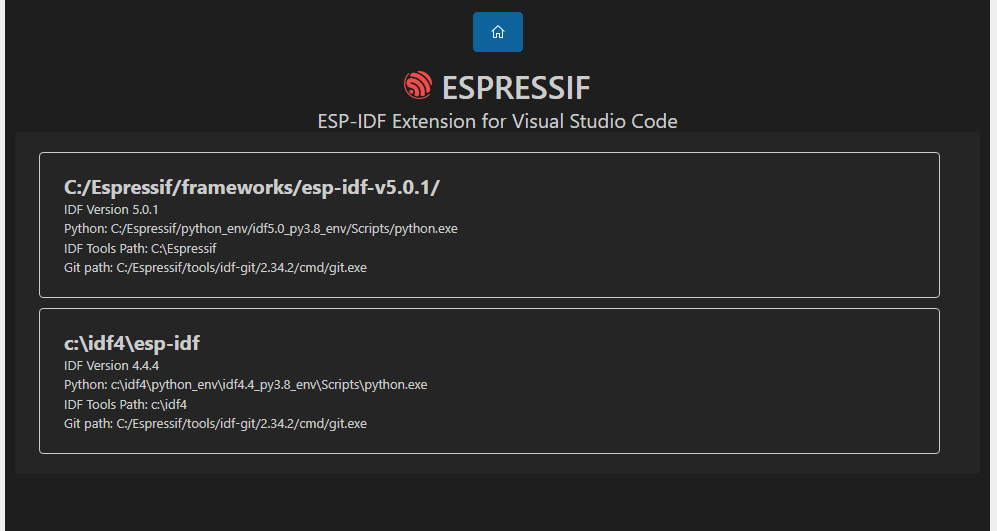 ESPRESSIF
ESP-IDF Extension for Visual Studio Code
C:/Espressif/frameworks/esp-idf-v5.0.1/
IDF Version 5.0.1
Python: C:/Espressif/python_env/idf5.0_py3.8_env/Scripts/python.exe
IDF Tools Path: C:\Espressif
Git path: C:/Espressif/tools/idf-git/2.34.2/cmd/git.exe
c:\idf4\esp-idf
IDF Version 4.4.4
Python: c:\idf4\python_env\idf4.4_py3.8_env\Scripts\python.exe
IDF Tools Path: c:\idf4
Git path: C:/Espressif/tools/idf-git/2.34.2/cmd/git.exe